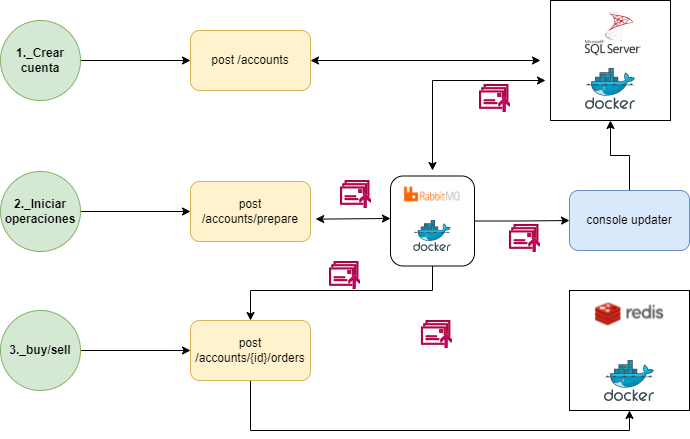 1._Crear
cuenta
post /accounts
Microsoft
SQL Server
docker
2._Iniciar
operaciones
post
/accounts/prepare
RabbitMQ
docker
console updater
3._buy/sell
post
/accounts/{id}/orders
redis
docker